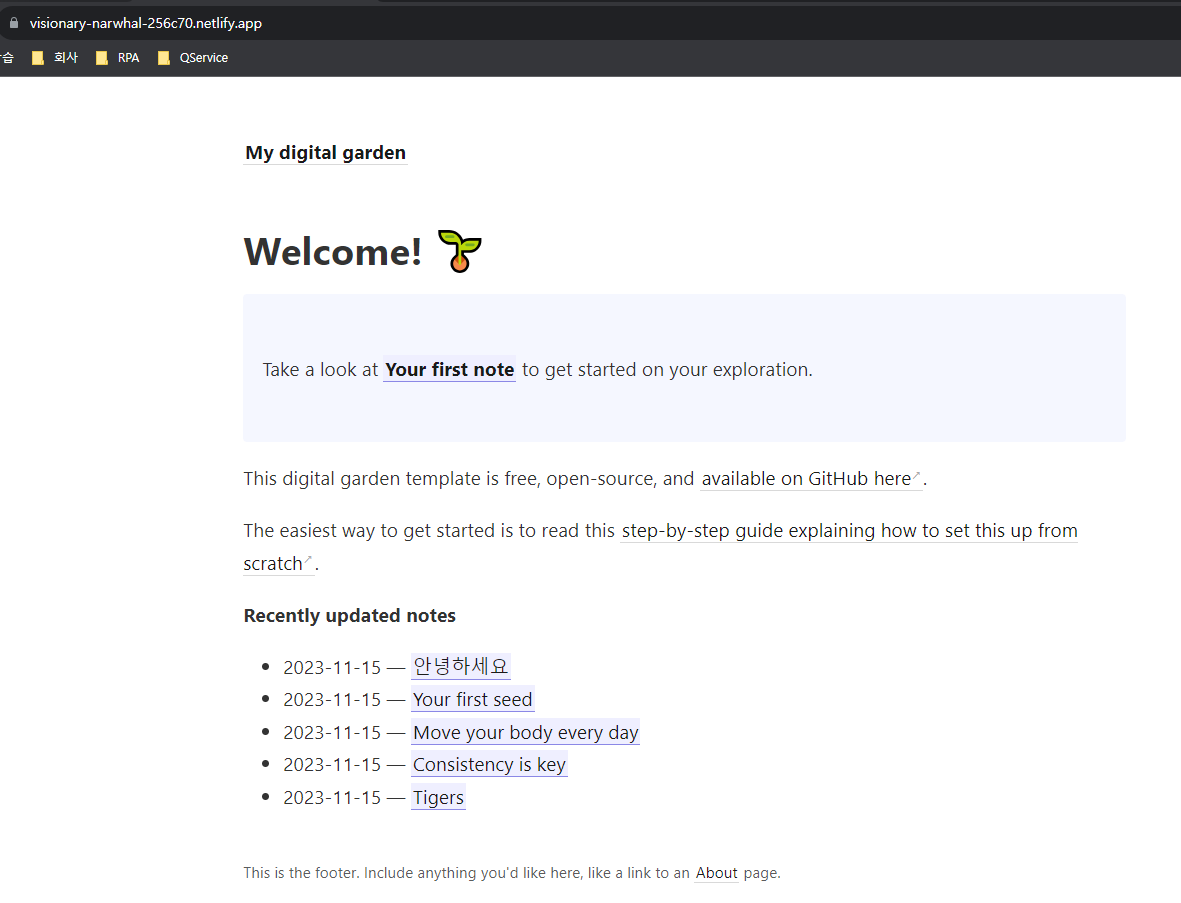 visionary-narwhal-256c70.netlify.app
습 회사 RPA QService
My digital garden
Welcome!
Take a look at Your first note to get started on your exploration.
This digital garden template is free, open-source, and available on GitHub here↗.
The easiest way to get started is to read this step-by-step guide explaining how to set this up from
scratch↗.
Recently updated notes
• 2023-11-15 — 안녕하세요
• 2023-11-15 — Your first seed
• 2023-11-15 — Move your body every day
• 2023-11-15 — Consistency is key
• 2023-11-15 — Tigers
This is the footer. Include anything you'd like here, like a link to an About page.